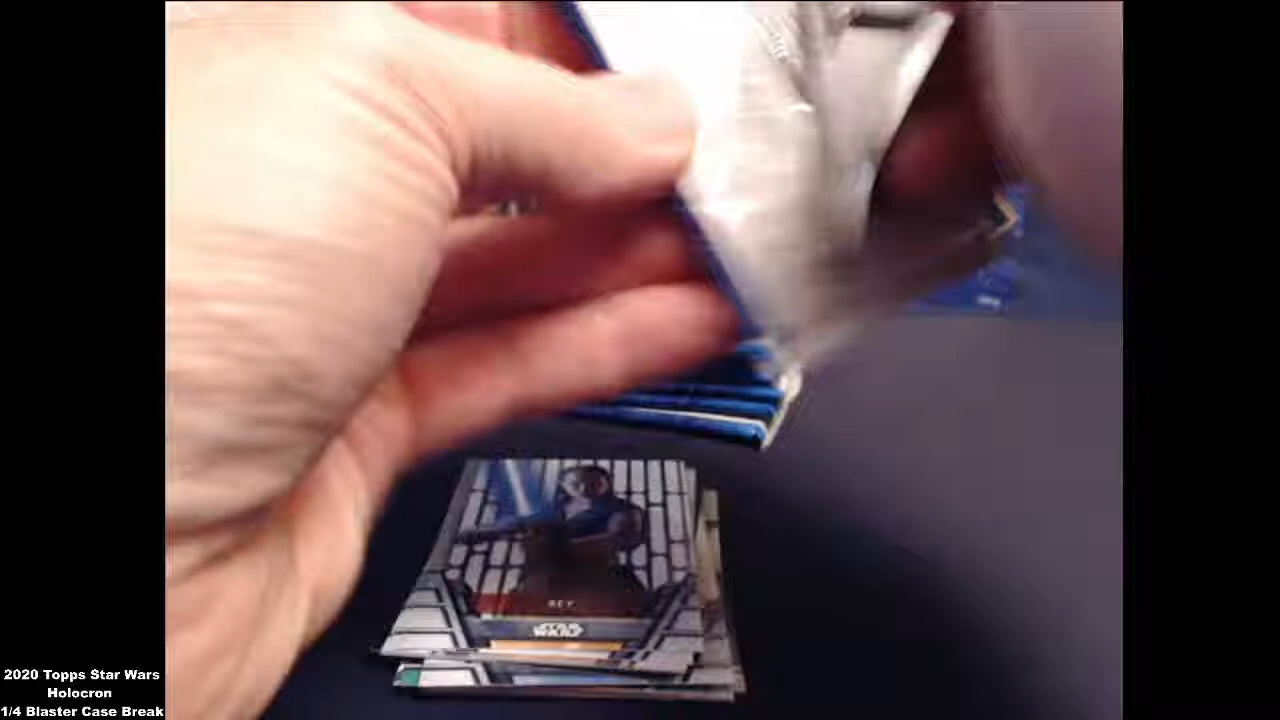 REY
STAR
WARS
2020 Topps Star Wars
Holocron
1/4 Blaster Case Break